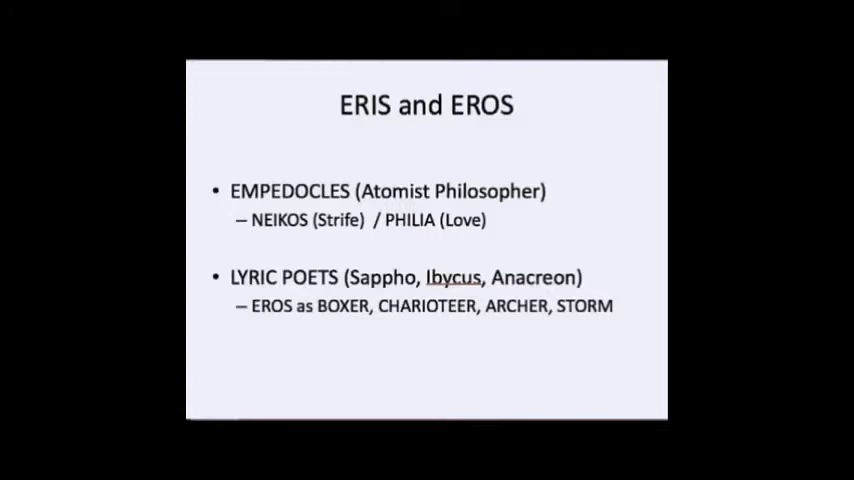 ERIS and EROS
• EMPEDOCLES (Atomist Philosopher)
– NEIKOS (Strife) / PHILIA (Love)
• LYRIC POETS (Sappho, Ibycus, Anacreon)
– EROS as BOXER, CHARIOTEER, ARCHER, STORM